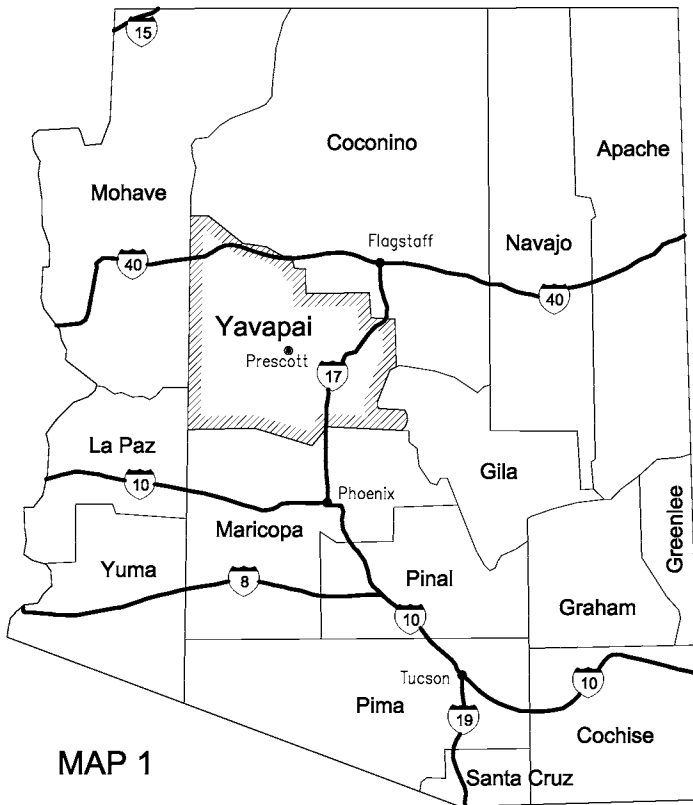 15
Coconino
Apache
Mohave
Flagstaff
Navajo
40
40
Yavapai
Prescott
17
La Paz
Gila
10
Phoenix
Greenlee
Maricopa
Yuma
8
Pinal
Graham
10
Tucson
10
Pima
19
Cochise
MAP 1
Santa Cruz